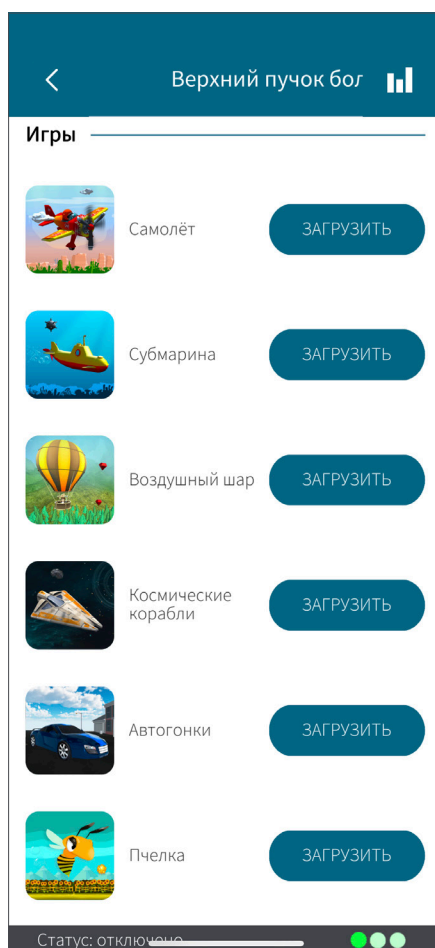 Верхний пучок бол
Игры
Самолёт
ЗАГРУЗИТЬ
Субмарина
ЗАГРУЗИТЬ
Воздушный шар
ЗАГРУЗИТЬ
Космические
корабли
ЗАГРУЗИТЬ
Автогонки
ЗАГРУЗИТЬ
Пчелка
ЗАГРУЗИТЬ
Статус: отключено